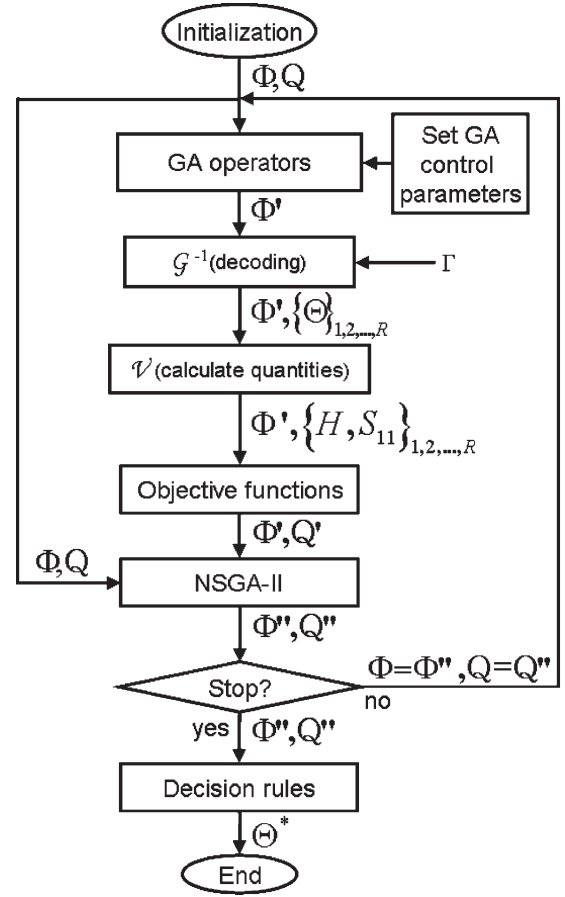 Initialization
Φ,Q
GA operators
Set GA
control
parameters
Φ'
𝒢⁻¹(decoding)
Γ
Φ',{Θ}₁,₂,...,R
𝒱(calculate quantities)
Φ',{H,S₁₁}₁,₂,...,R
Objective functions
Φ',Q'
Φ,Q
NSGA-II
Φ",Q"
Φ=Φ",Q=Q"
Stop?
no
yes
Φ",Q"
Decision rules
Θ*
End